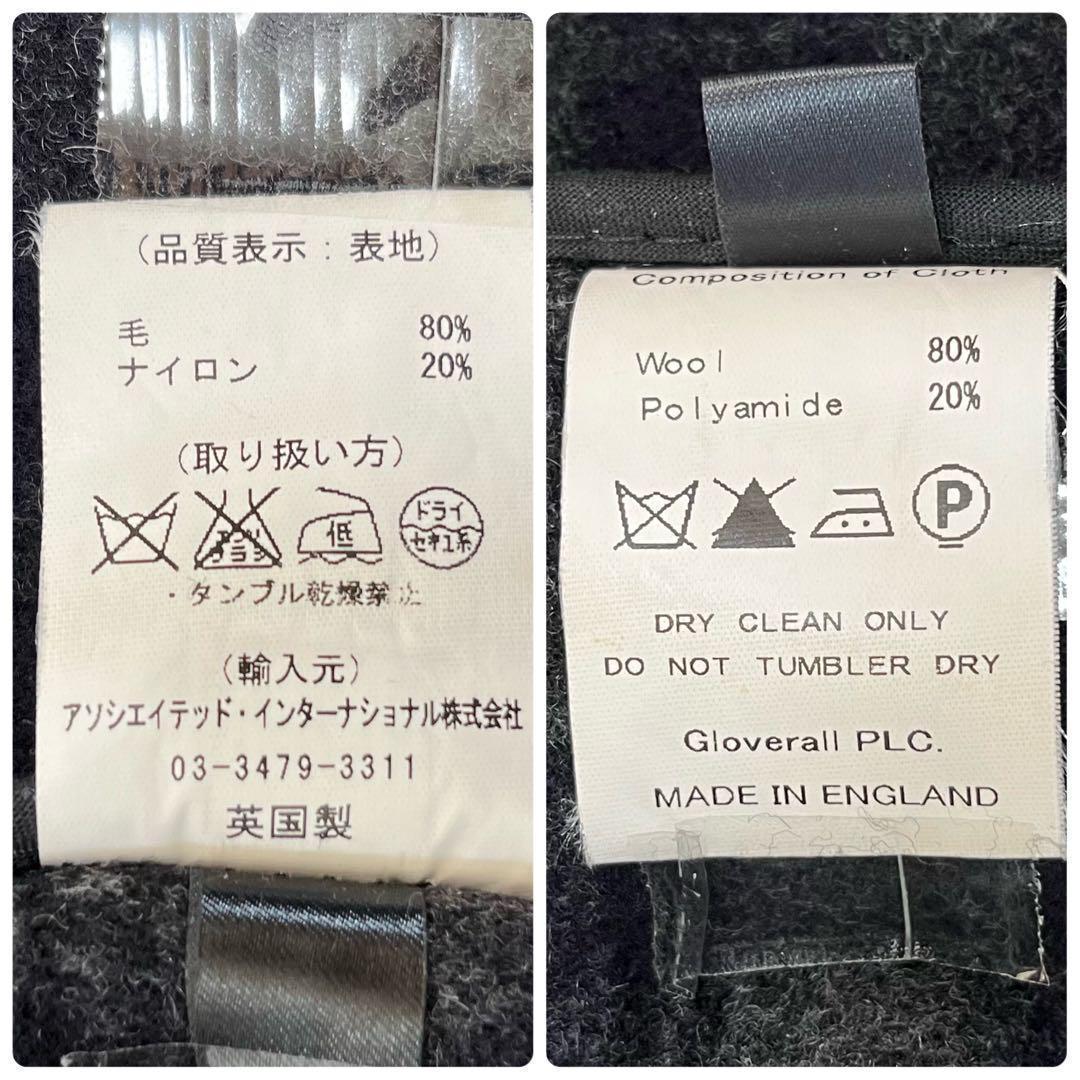 (品質表示:表地)
毛 80%
ナイロン 20%
(取り扱い方)
低 ドライ セキユ系
・タンブル乾燥禁止
(輸入元)
アソシエイテッド・インターナショナル株式会社
03-3479-3311
英国製
Composition of Cloth
Wool 80%
Polyamide 20%
P
DRY CLEAN ONLY
DO NOT TUMBLER DRY
Gloverall PLC.
MADE IN ENGLAND